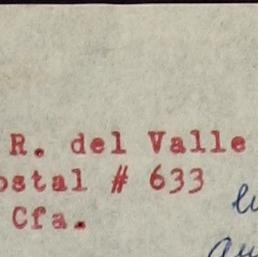 R. del Valle
ostal # 633
Cfa.